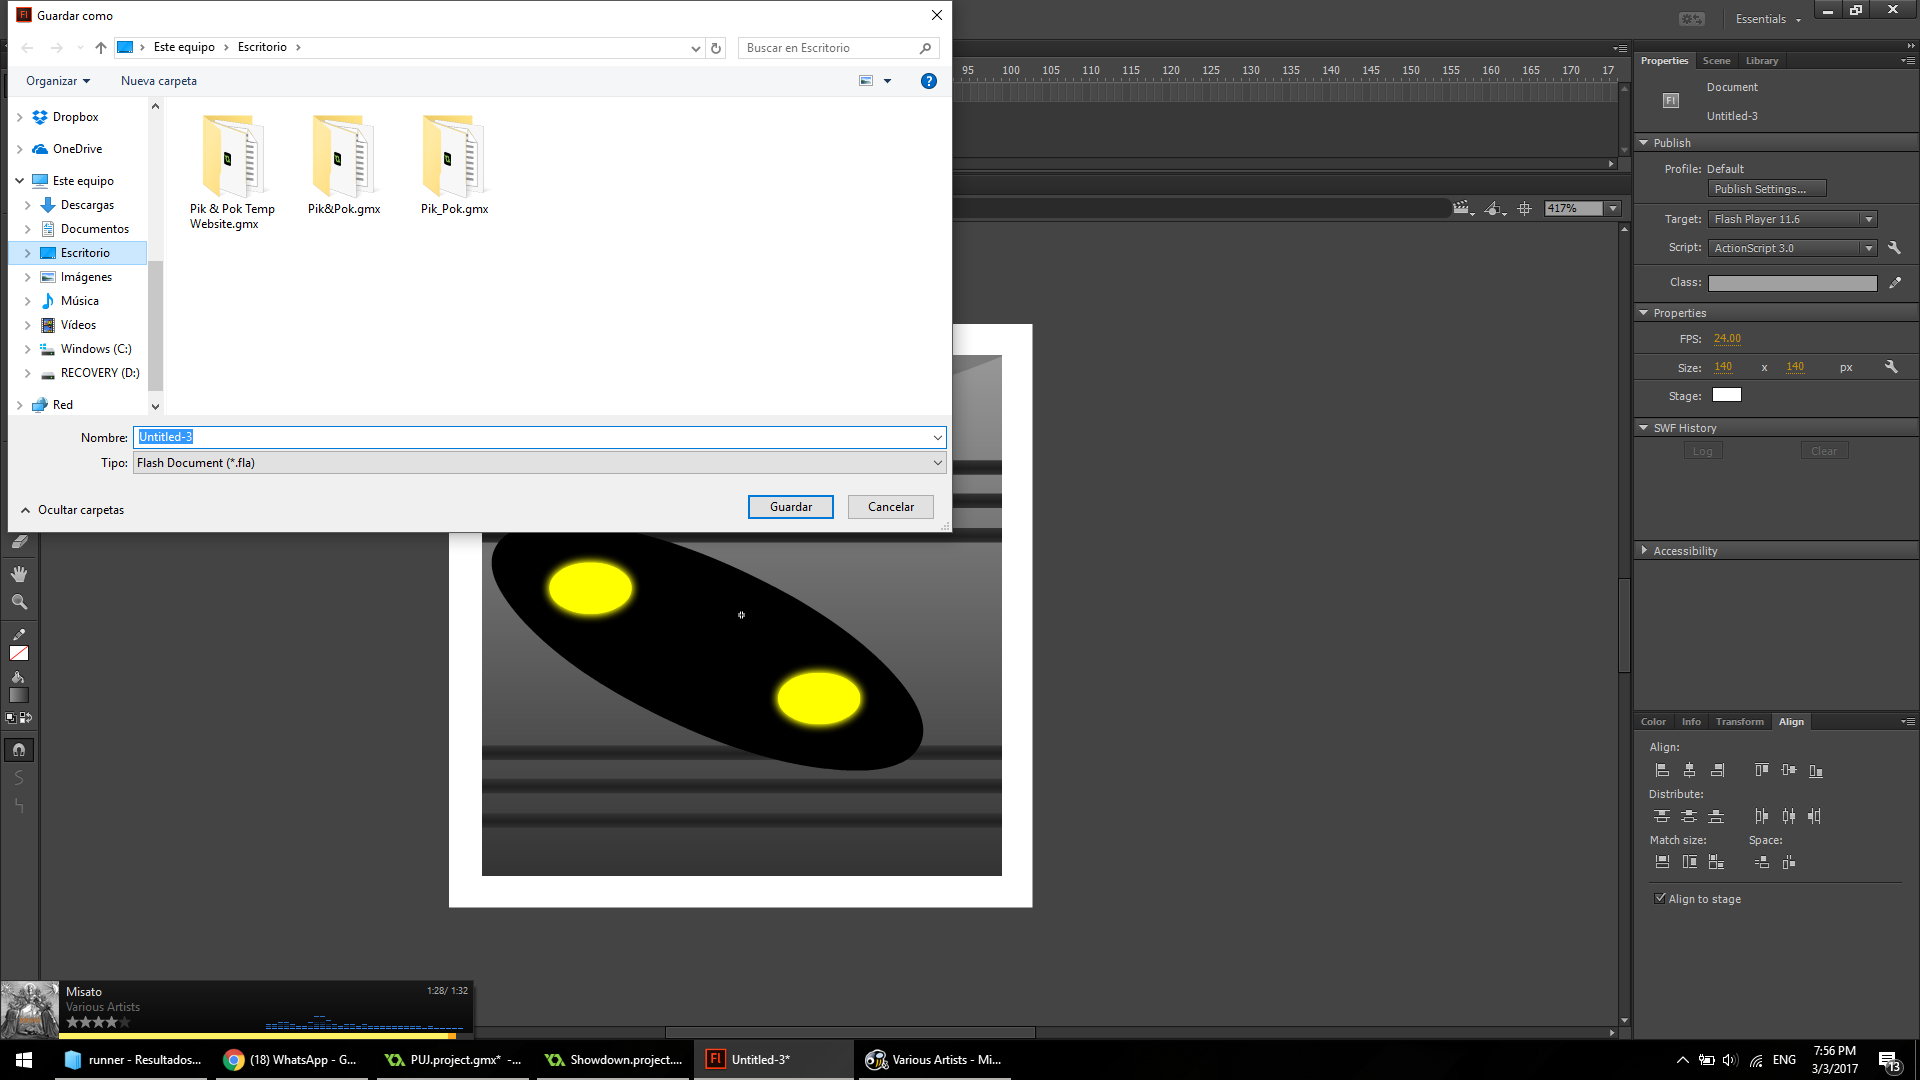 Guardar como
Essentials
Este equipo
Escritorio
Buscar en Escritorio
Organizar
Nueva carpeta
Dropbox
OneDrive
Este equipo
Descargas
Documentos
Escritorio
Imágenes
Música
Vídeos
Windows (C:)
RECOVERY (D:)
Red
Pik & Pok Temp
Website.gmx
Pik&Pok.gmx
Pik_Pok.gmx
Nombre: Untitled-3
Tipo: Flash Document (*.fla)
Ocultar carpetas
Guardar
Cancelar
95 100 105 110 115 120 125 130 135 140 145 150 155 160 165 170 17
417%
Properties Scene Library
Fl
Document
Untitled-3
Publish
Profile: Default
Publish Settings...
Target: Flash Player 11.6
Script: ActionScript 3.0
Class:
Properties
FPS: 24.00
Size: 140 x 140 px
Stage:
SWF History
Log
Clear
Accessibility
Color Info Transform Align
Align:
Distribute:
Match size:
Space:
Align to stage
Misato
1:28/ 1:32
Various Artists
runner - Resultados...
(18) WhatsApp - G...
PUJ.project.gmx* -...
Showdown.project....
Fl
Untitled-3*
Various Artists - Mi...
ENG
7:56 PM
3/3/2017
13